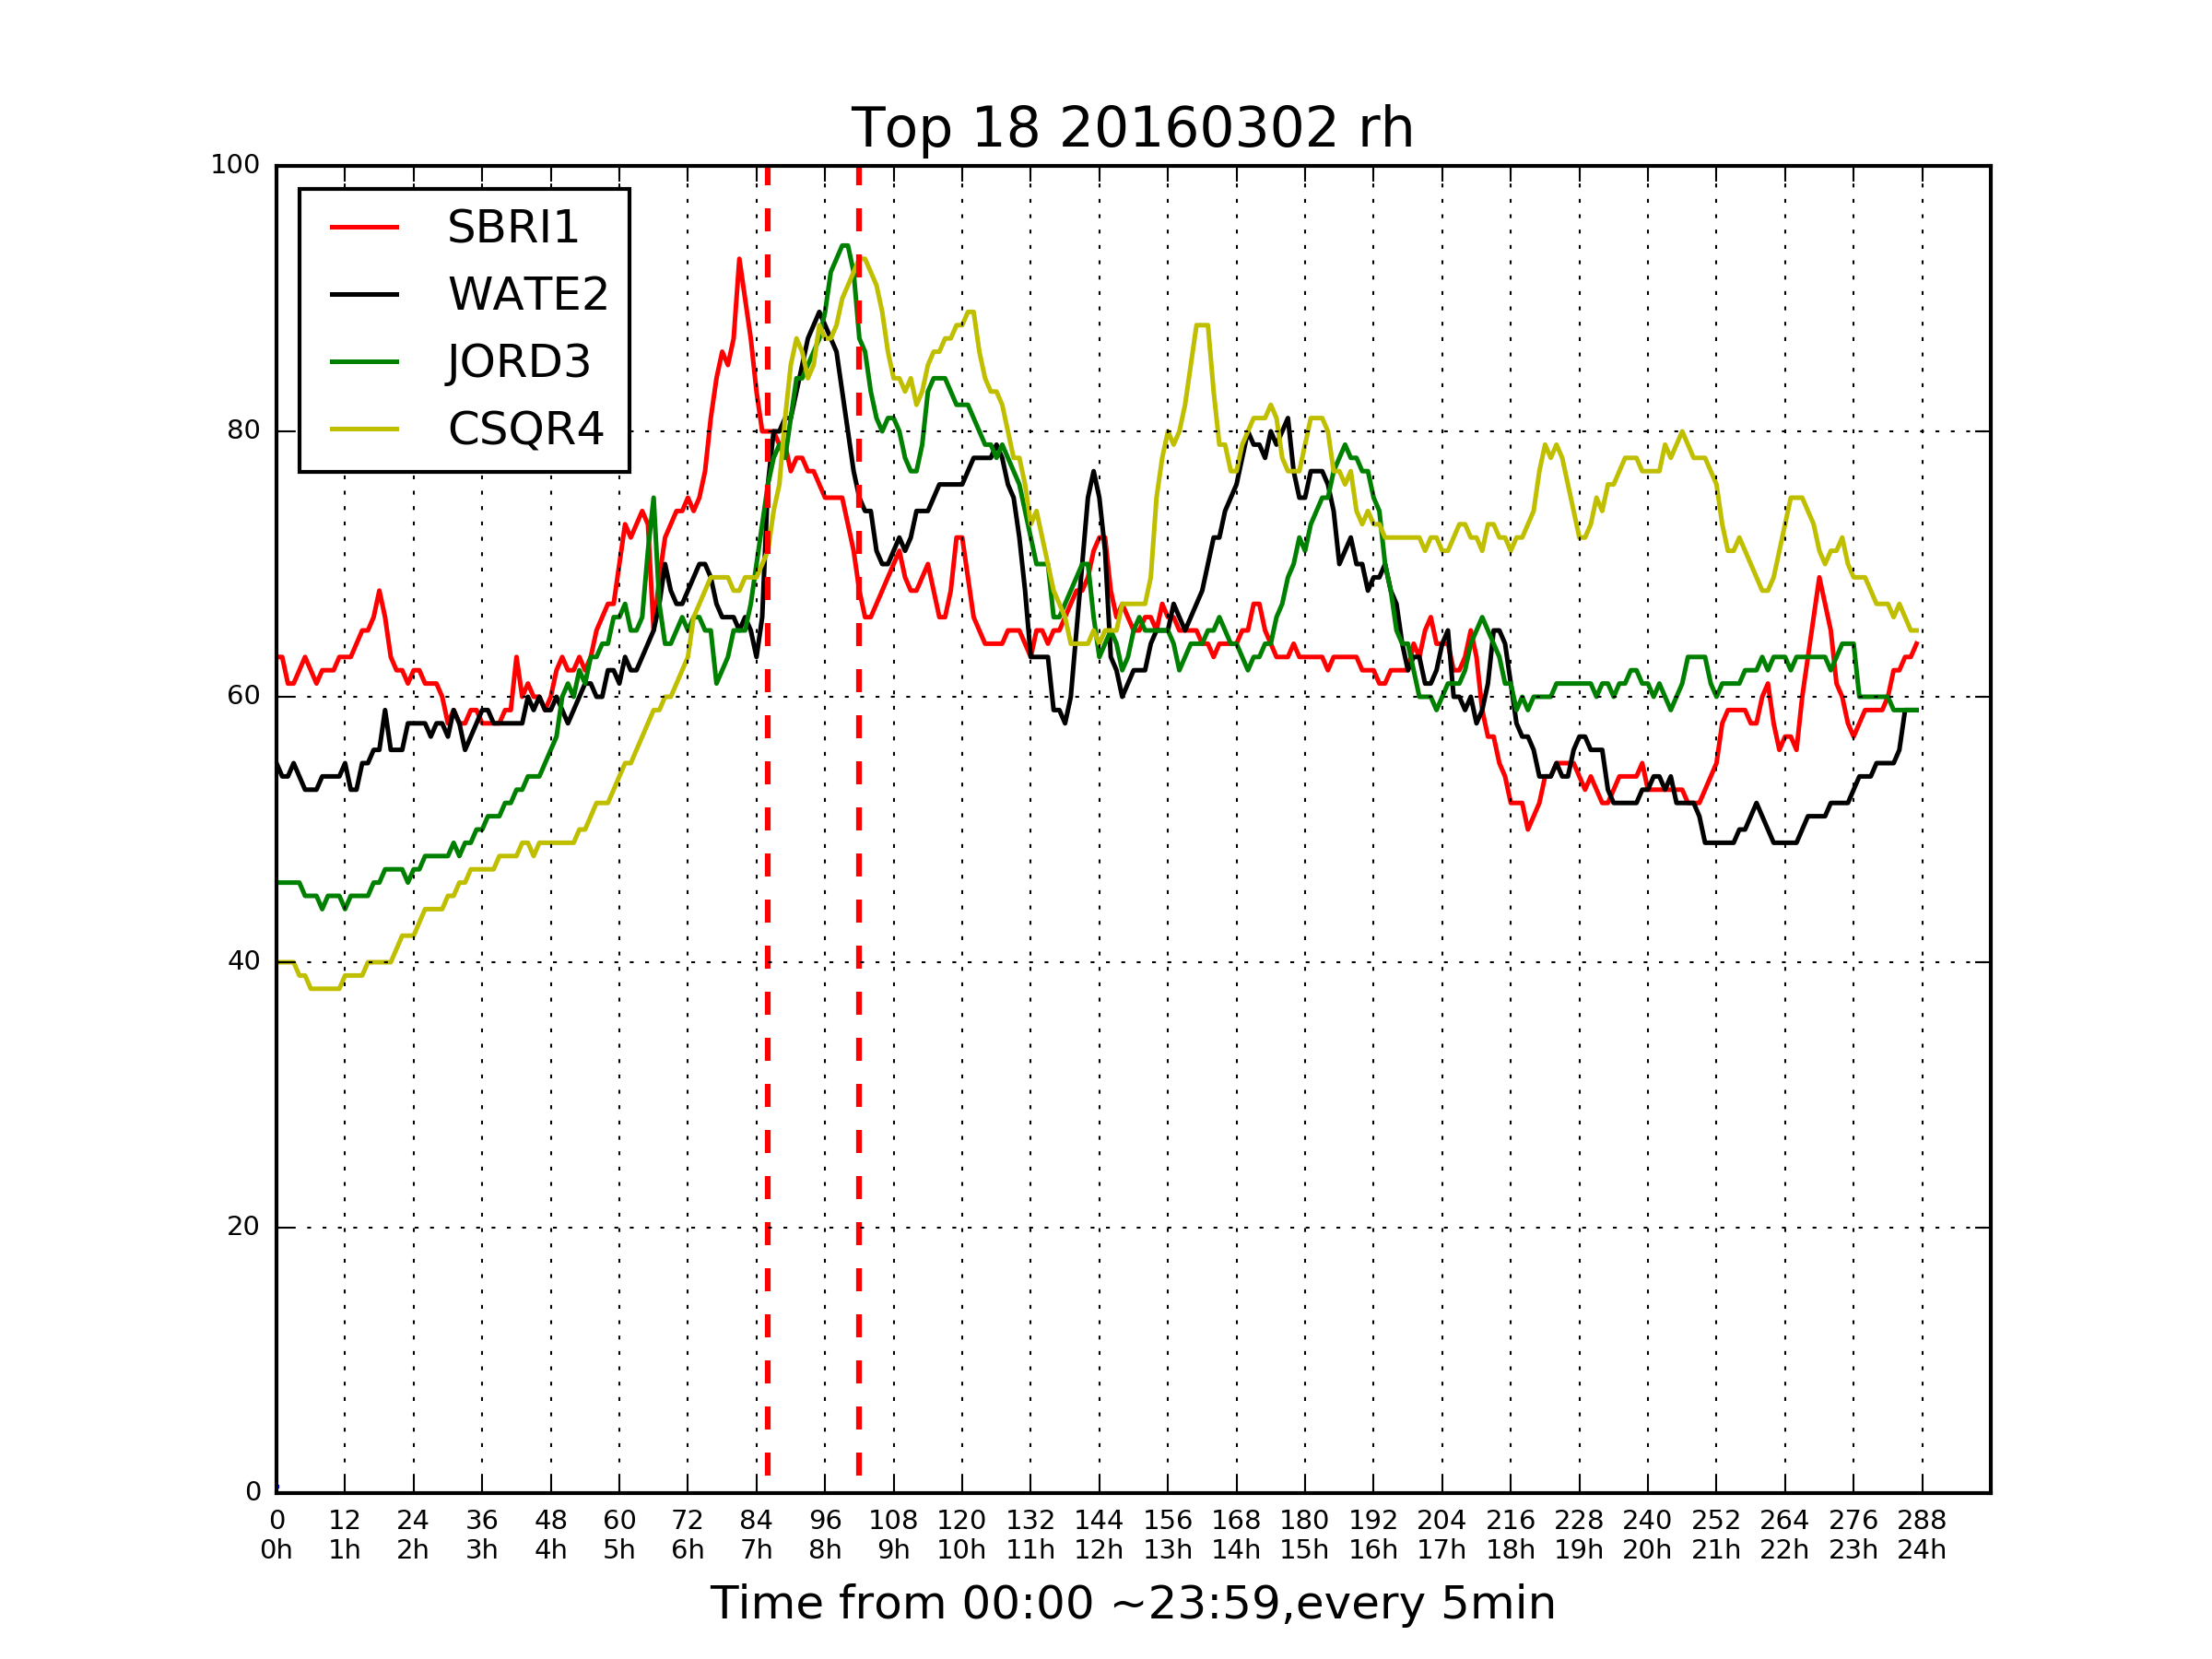 Top 18 20160302 rh
100
80
60
40
20
0
SBRI1
WATE2
JORD3
CSQR4
0 12 24 36 48 60 72 84 96 108 120 132 144 156 168 180 192 204 216 228 240 252 264 276 288
0h 1h 2h 3h 4h 5h 6h 7h 8h 9h 10h 11h 12h 13h 14h 15h 16h 17h 18h 19h 20h 21h 22h 23h 24h
Time from 00:00 ~23:59,every 5min